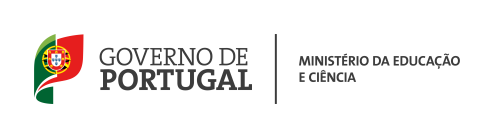 GOVERNO DE
PORTUGAL
MINISTÉRIO DA EDUCAÇÃO
E CIÊNCIA